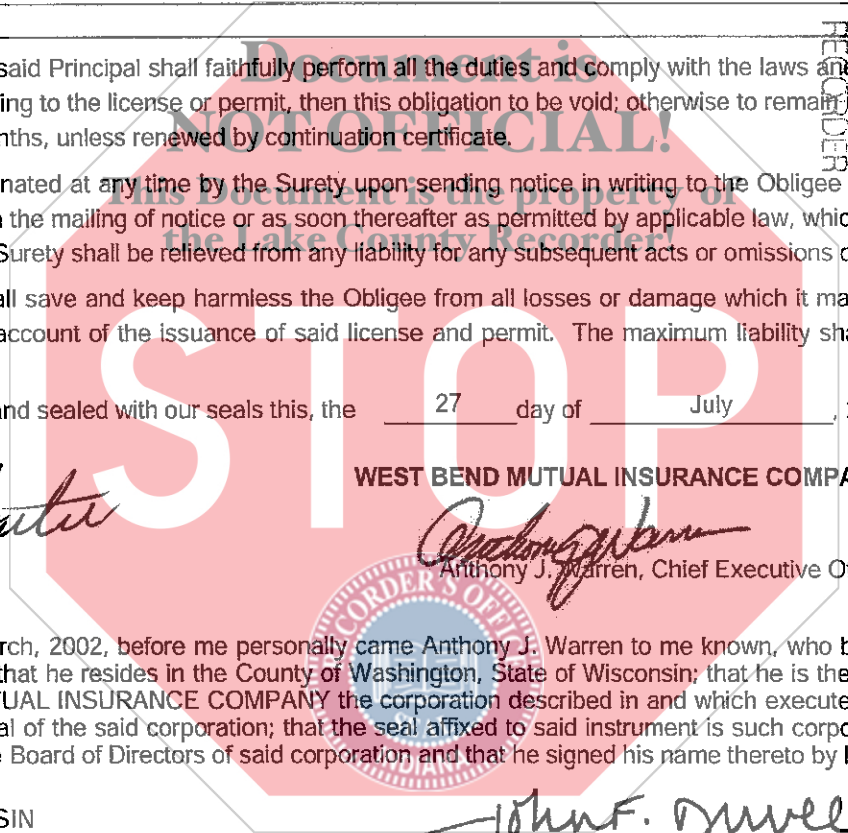 Document is
RECORDER
said Principal shall faithfully perform all the duties and comply with the laws and
ing to the license or permit, then this obligation to be void; otherwise to remain
NOT OFFICIAL!
nths, unless renewed by continuation certificate.
This Document is the property of
nated at any time by the Surety upon sending notice in writing to the Obligee
the mailing of notice or as soon thereafter as permitted by applicable law, whic
the Lake County Recorder!
Surety shall be relieved from any liability for any subsequent acts or omissions
all save and keep harmless the Obligee from all losses or damage which it ma
account of the issuance of said license and permit. The maximum liability sha
STOP
and sealed with our seals this, the 27 day of July ,
WEST BEND MUTUAL INSURANCE COMPA
Anthony J Warren
Anthony J. Warren, Chief Executive Of
RECORDER'S OFFICE
rch, 2002, before me personally came Anthony J. Warren to me known, who b
that he resides in the County of Washington, State of Wisconsin; that he is the
TUAL INSURANCE COMPANY the corporation described in and which execute
al of the said corporation; that the seal affixed to said instrument is such corpo
SEAL
e Board of Directors of said corporation and that he signed his name thereto by
INDIANA
SIN
John F.